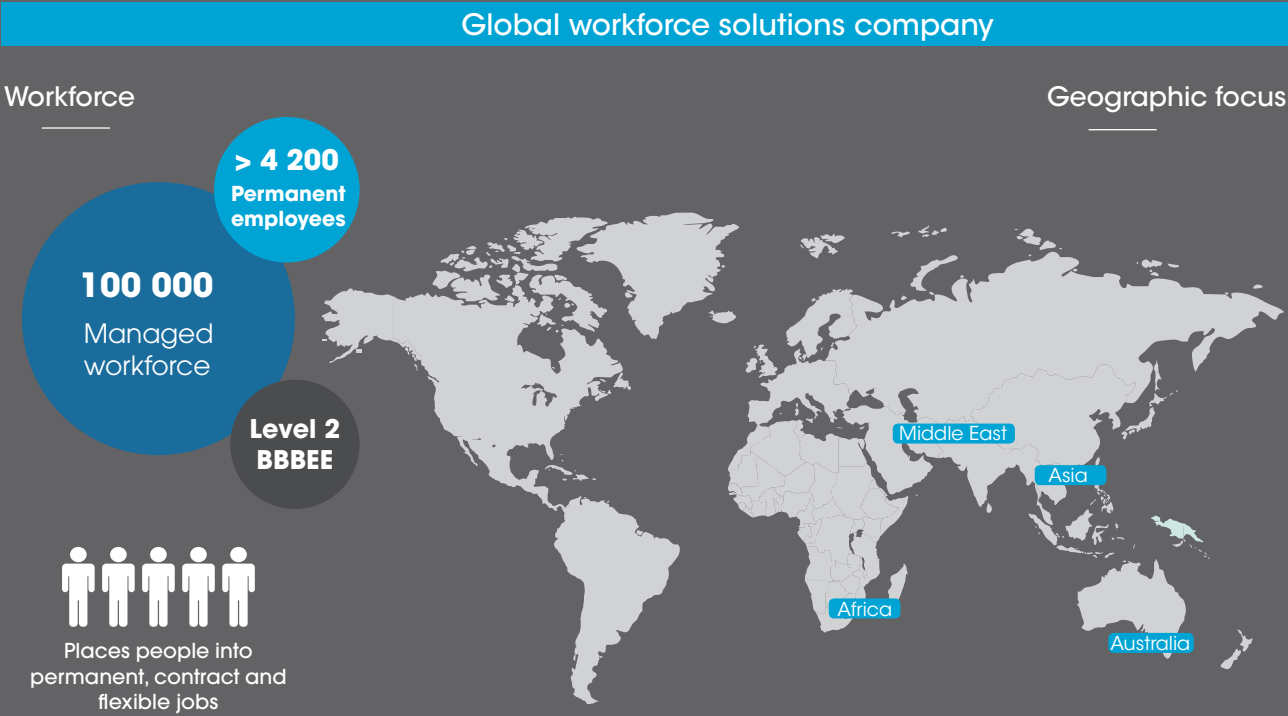 Global workforce solutions company
Workforce
Geographic focus
> 4 200
Permanent
employees
100 000
Managed
workforce
Level 2
BBBEE
Places people into
permanent, contract and
flexible jobs
Middle East
Asia
Africa
Australia